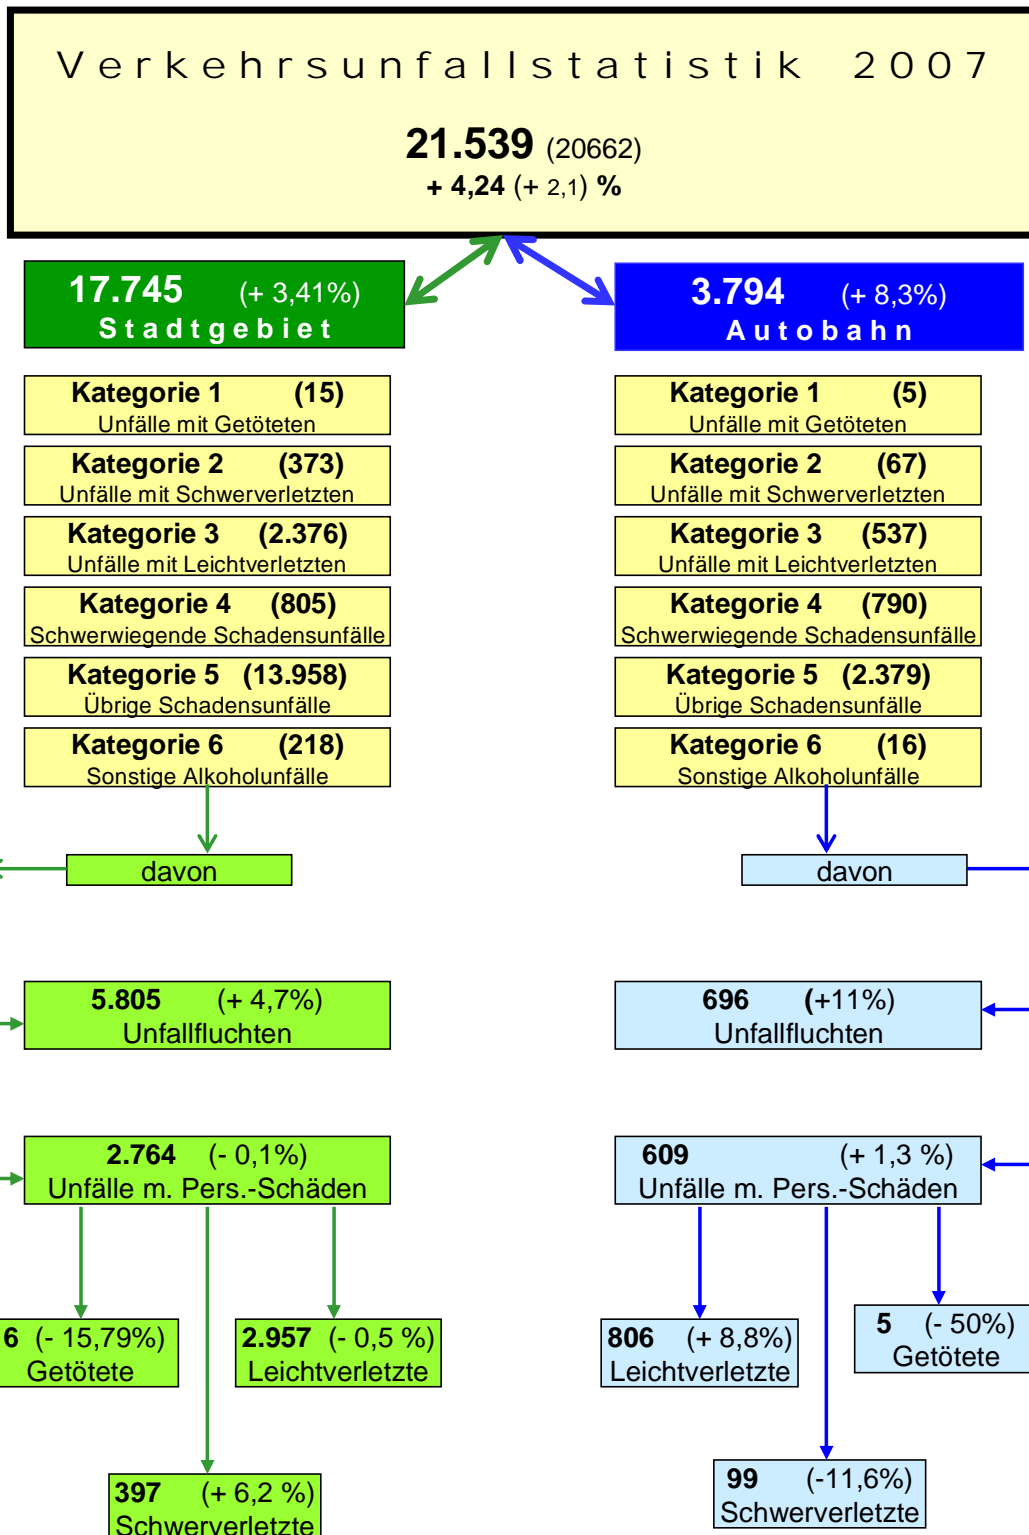 Verkehrsunfallstatistik 2007
21.539 (20662)
+ 4,24 (+ 2,1) %
17.745 (+ 3,41%)
Stadtgebiet
Kategorie 1 (15)
Unfälle mit Getöteten
Kategorie 2 (373)
Unfälle mit Schwerverletzten
Kategorie 3 (2.376)
Unfälle mit Leichtverletzten
Kategorie 4 (805)
Schwerwiegende Schadensunfälle
Kategorie 5 (13.958)
Übrige Schadensunfälle
Kategorie 6 (218)
Sonstige Alkoholunfälle
davon
5.805 (+ 4,7%)
Unfallfluchten
2.764 (- 0,1%)
Unfälle m. Pers.-Schäden
6 (- 15,79%)
Getötete
2.957 (- 0,5 %)
Leichtverletzte
397 (+ 6,2 %)
Schwerverletzte
3.794 (+ 8,3%)
Autobahn
Kategorie 1 (5)
Unfälle mit Getöteten
Kategorie 2 (67)
Unfälle mit Schwerverletzten
Kategorie 3 (537)
Unfälle mit Leichtverletzten
Kategorie 4 (790)
Schwerwiegende Schadensunfälle
Kategorie 5 (2.379)
Übrige Schadensunfälle
Kategorie 6 (16)
Sonstige Alkoholunfälle
davon
696 (+11%)
Unfallfluchten
609 (+ 1,3 %)
Unfälle m. Pers.-Schäden
806 (+ 8,8%)
Leichtverletzte
5 (- 50%)
Getötete
99 (-11,6%)
Schwerverletzte